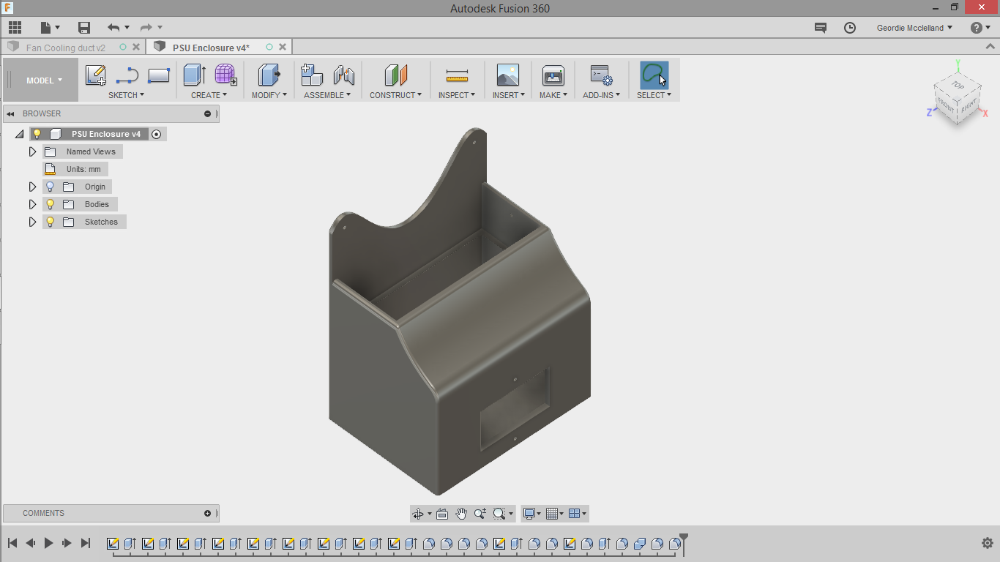 Autodesk Fusion 360
Geordie Mcclelland
Fan Cooling duct v2
PSU Enclosure v4*
MODEL
SKETCH
CREATE
MODIFY
ASSEMBLE
CONSTRUCT
INSPECT
INSERT
MAKE
ADD-INS
SELECT
Y
TOP
FRONT
RIGHT
Z
X
BROWSER
PSU Enclosure v4
Named Views
Units: mm
Origin
Bodies
Sketches
COMMENTS